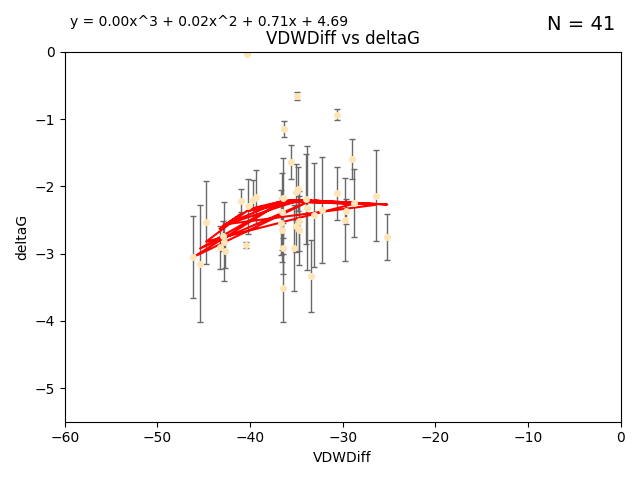 y = 0.00x^3 + 0.02x^2 + 0.71x + 4.69
N = 41
VDWDiff vs deltaG
0
−1
−2
−3
−4
−5
deltaG
−60 −50 −40 −30 −20 −10 0
VDWDiff